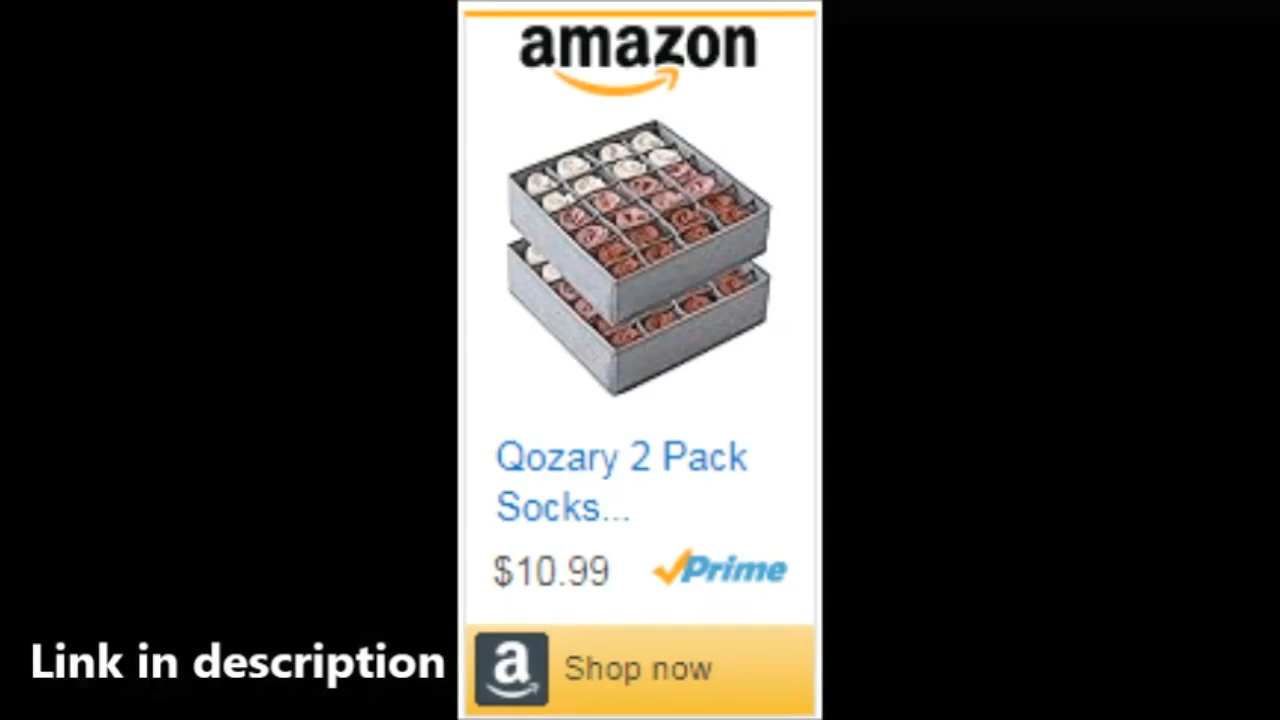 amazon
Qozary 2 Pack
Socks...
$10.99 Prime
Link in description
a Shop now